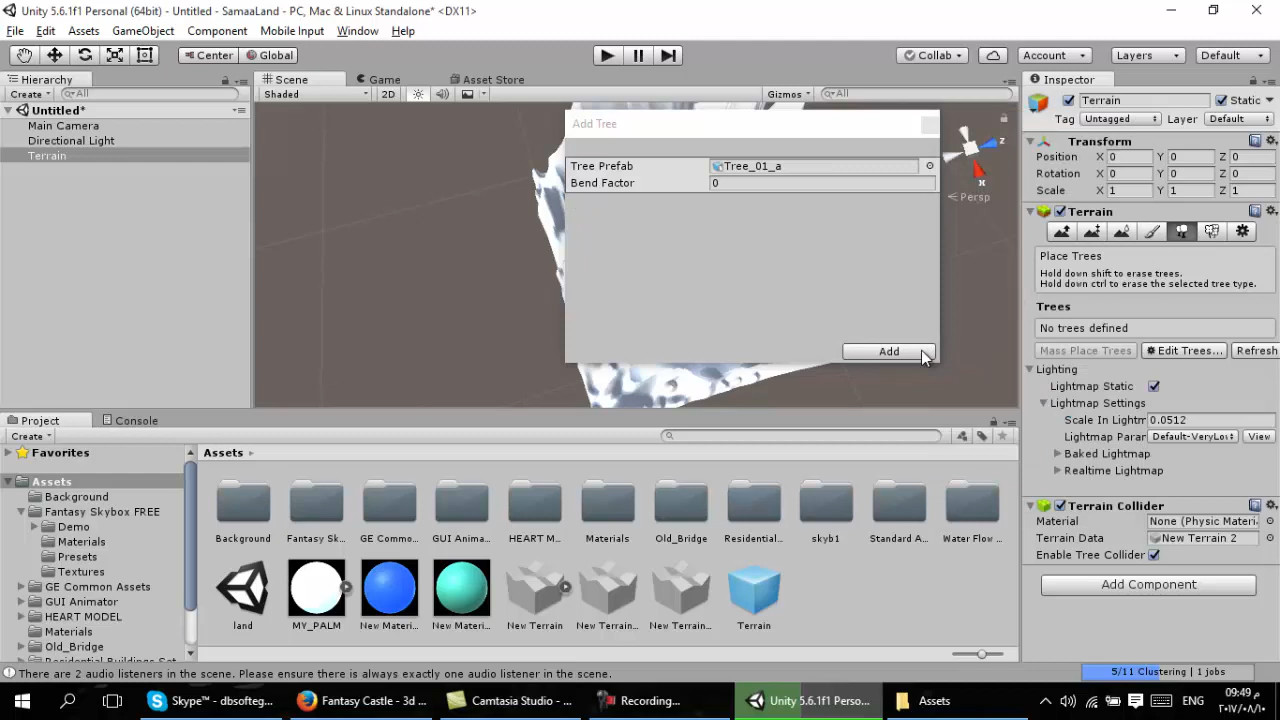 Unity 5.6.1f1 Personal (64bit) - Untitled - SamaaLand - PC, Mac & Linux Standalone* <DX11>
File Edit Assets GameObject Component Mobile Input Window Help
Center Global Collab Account Layers Default
Hierarchy Scene Game Asset Store Inspector
Create All Shaded 2D Gizmos All Terrain Static
Untitled* Tag Untagged Layer Default
Main Camera
Directional Light
Terrain
Add Tree
Tree Prefab Tree_01_a
Bend Factor 0
Add
z
x
Persp
Transform
Position X 0 Y 0 Z 0
Rotation X 0 Y 0 Z 0
Scale X 1 Y 1 Z 1
Terrain
Place Trees
Hold down shift to erase trees.
Hold down ctrl to erase the selected tree type.
Trees
No trees defined
Mass Place Trees Edit Trees... Refresh
Lighting
Lightmap Static
Lightmap Settings
Scale In Lightm 0.0512
Lightmap Parar Default-VeryLov View
Baked Lightmap
Realtime Lightmap
Terrain Collider
Material None (Physic Materi
Terrain Data New Terrain 2
Enable Tree Collider
Add Component
Project Console
Create
Favorites
Assets
Background
Fantasy Skybox FREE
Demo
Materials
Presets
Textures
GE Common Assets
GUI Animator
HEART MODEL
Materials
Old_Bridge
Residential Buildings Set
Assets
Background Fantasy Sk... GE Commo... GUI Anima... HEART MO... Materials Old_Bridge Residential... skyb1 Standard A... Water Flow ...
land MY_PALM New Materi... New Materi... New Terrain New Terrain... New Terrain... Terrain
There are 2 audio listeners in the scene. Please ensure there is always exactly one audio listener in the scene.
5/11 Clustering | 1 jobs
Skype™ - dbsofteg... Fantasy Castle - 3d ... Camtasia Studio - ... Recording... Unity 5.6.1f1 Perso... Assets ENG
09:49 م
٢٠١٧/٠٨/١٠